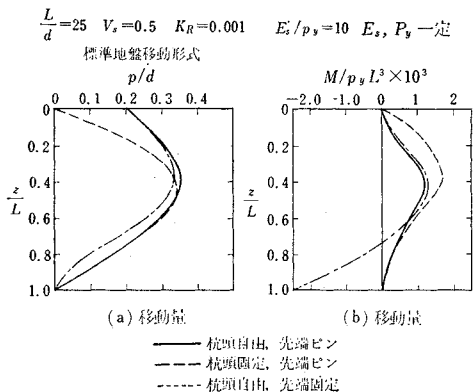 L/d=25 V_s=0.5 K_R=0.001 E_s/p_y=10 E_s, P_y 一定
標準地盤移動形式
p/d
0 0.1 0.2 0.3 0.4
M/p_y L³×10³
-2.0 -1.0 0 1.0 2.0
0
0.2
0.4
z/L
0.6
0.8
1.0
z/L
(a) 移動量
(b) 移動量
杭頭自由, 先端ピン
杭頭固定, 先端ピン
杭頭自由, 先端固定